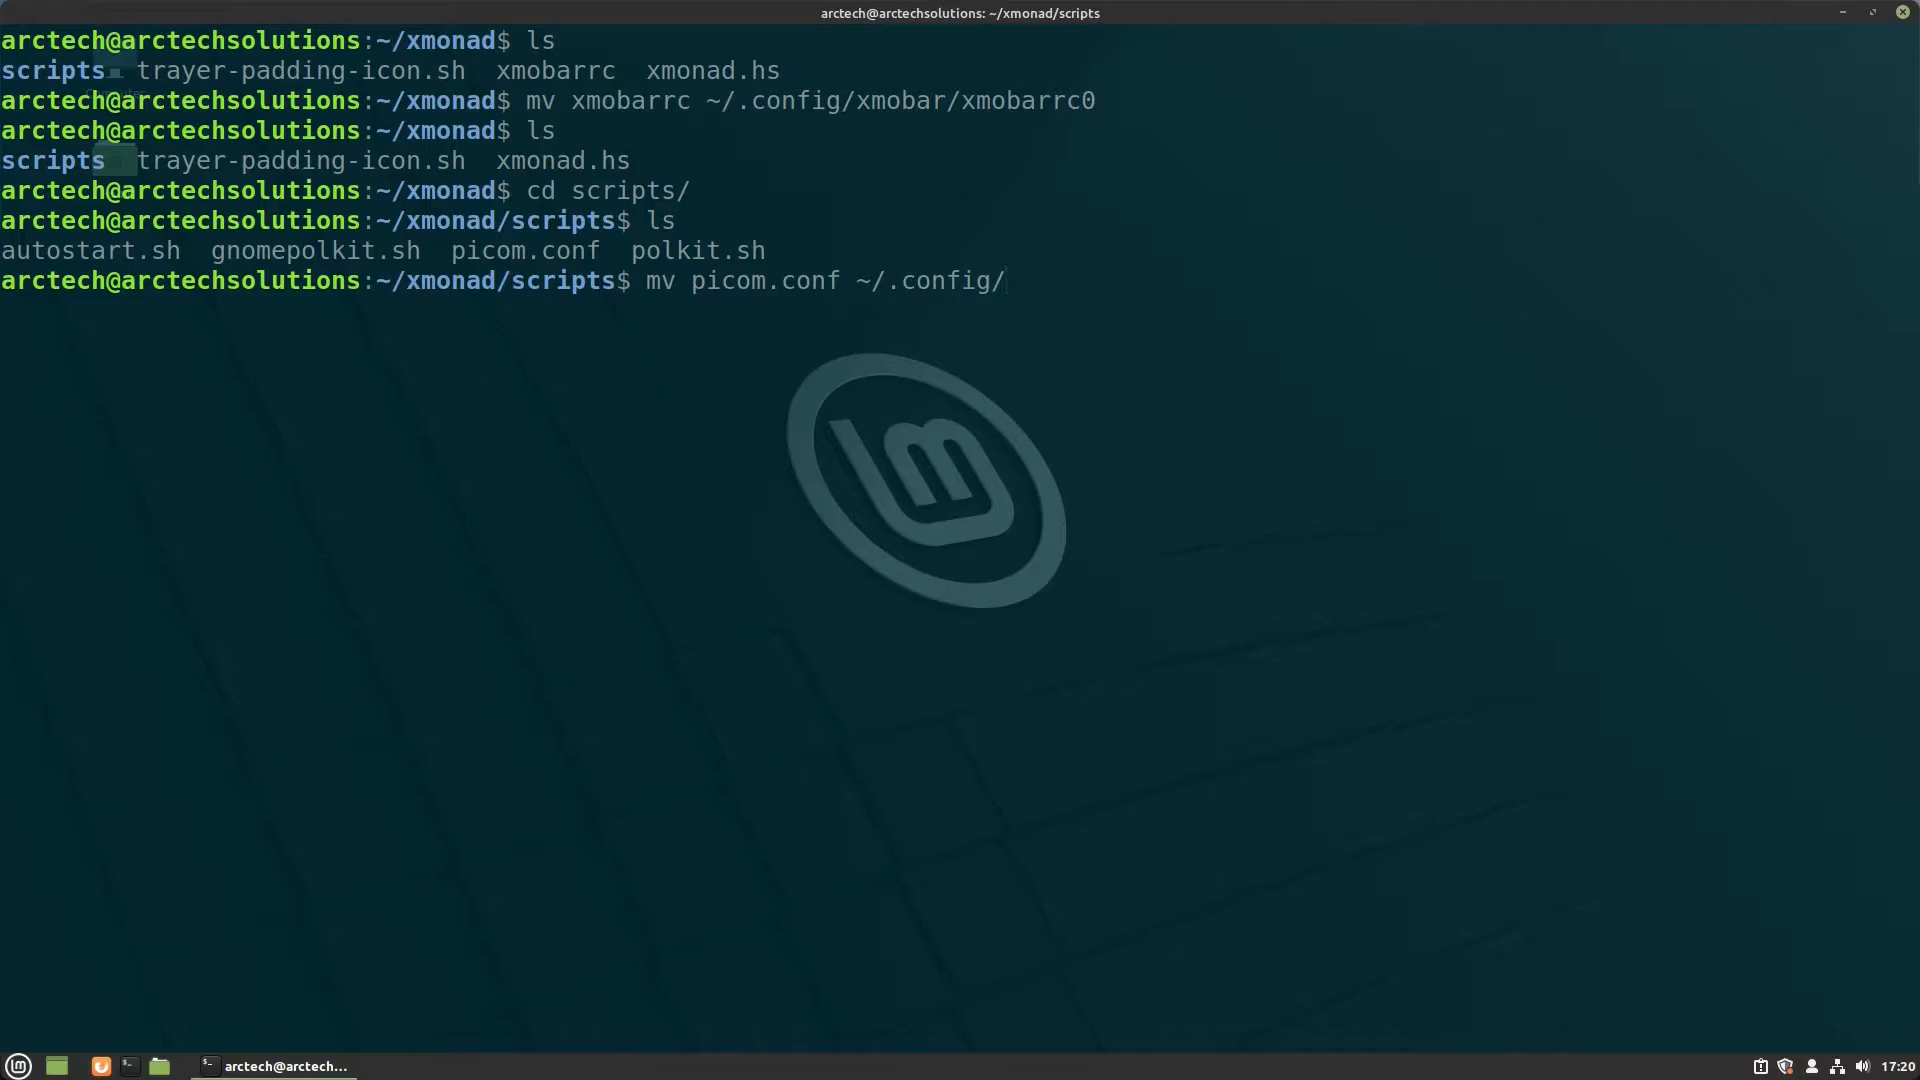 arctech@arctechsolutions: ~/xmonad/scripts
arctech@arctechsolutions:~/xmonad$ ls
scripts  trayer-padding-icon.sh  xmobarrc  xmonad.hs
arctech@arctechsolutions:~/xmonad$ mv xmobarrc ~/.config/xmobar/xmobarrc0
arctech@arctechsolutions:~/xmonad$ ls
scripts  trayer-padding-icon.sh  xmonad.hs
arctech@arctechsolutions:~/xmonad$ cd scripts/
arctech@arctechsolutions:~/xmonad/scripts$ ls
autostart.sh  gnomepolkit.sh  picom.conf  polkit.sh
arctech@arctechsolutions:~/xmonad/scripts$ mv picom.conf ~/.config/
arctech@arctech...
17:20